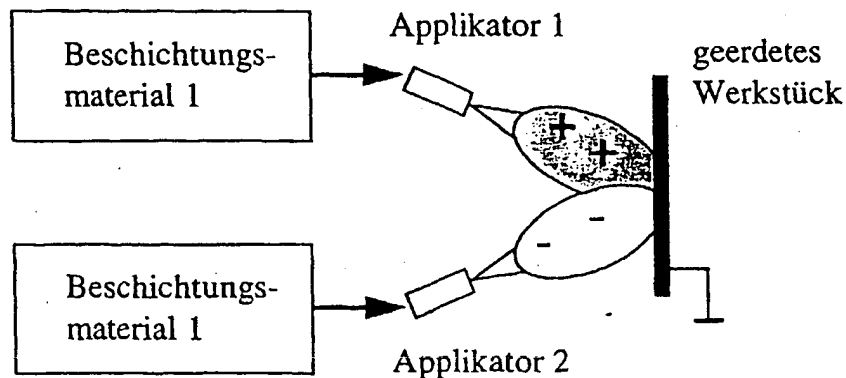 Applikator 1
Beschichtungs-
material 1
geerdetes
Werkstück
+
+
-
-
Beschichtungs-
material 1
Applikator 2